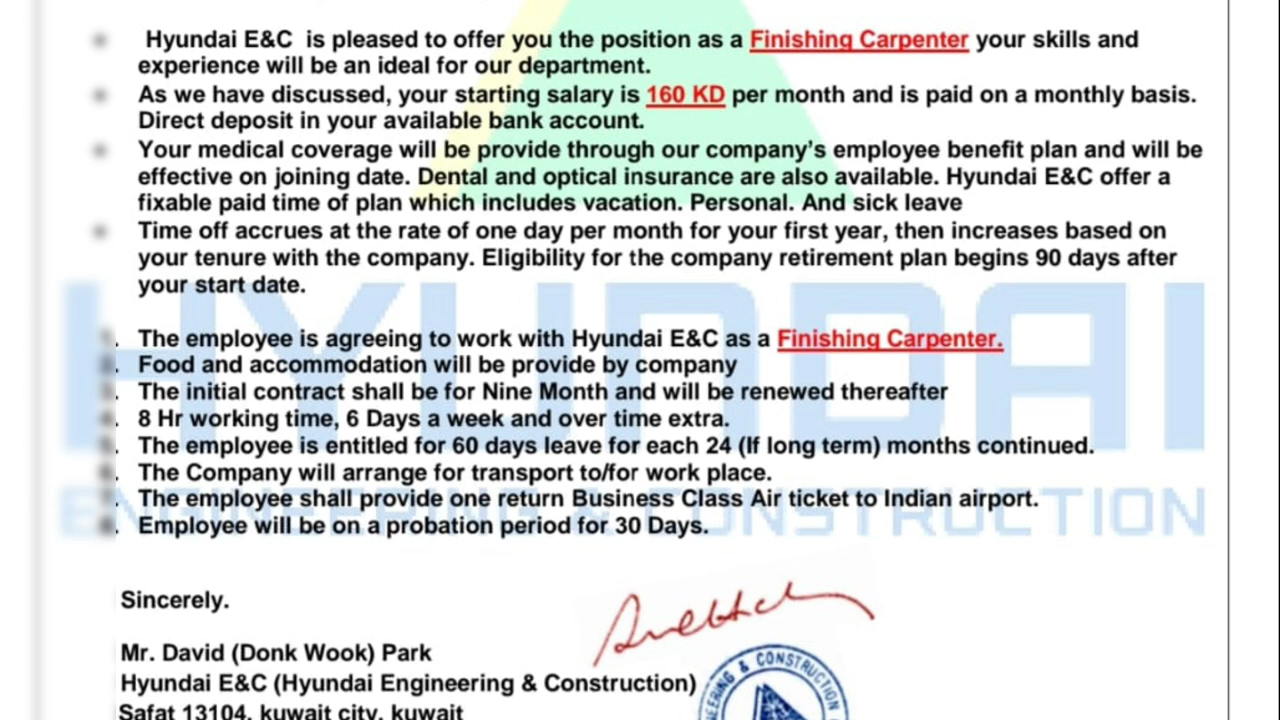 Hyundai E&C is pleased to offer you the position as a Finishing Carpenter your skills and
experience will be an ideal for our department.
As we have discussed, your starting salary is 160 KD per month and is paid on a monthly basis.
Direct deposit in your available bank account.
Your medical coverage will be provide through our company's employee benefit plan and will be
effective on joining date. Dental and optical insurance are also available. Hyundai E&C offer a
fixable paid time of plan which includes vacation. Personal. And sick leave
Time off accrues at the rate of one day per month for your first year, then increases based on
your tenure with the company. Eligibility for the company retirement plan begins 90 days after
your start date.
HYUNDAI
ENGINEERING & CONSTRUCTION
1. The employee is agreeing to work with Hyundai E&C as a Finishing Carpenter.
2. Food and accommodation will be provide by company
3. The initial contract shall be for Nine Month and will be renewed thereafter
4. 8 Hr working time, 6 Days a week and over time extra.
5. The employee is entitled for 60 days leave for each 24 (If long term) months continued.
6. The Company will arrange for transport to/for work place.
7. The employee shall provide one return Business Class Air ticket to Indian airport.
8. Employee will be on a probation period for 30 Days.
Sincerely.
Mr. David (Donk Wook) Park
Hyundai E&C (Hyundai Engineering & Construction)
Safat 13104, kuwait city, kuwait
& CONSTRUCTION